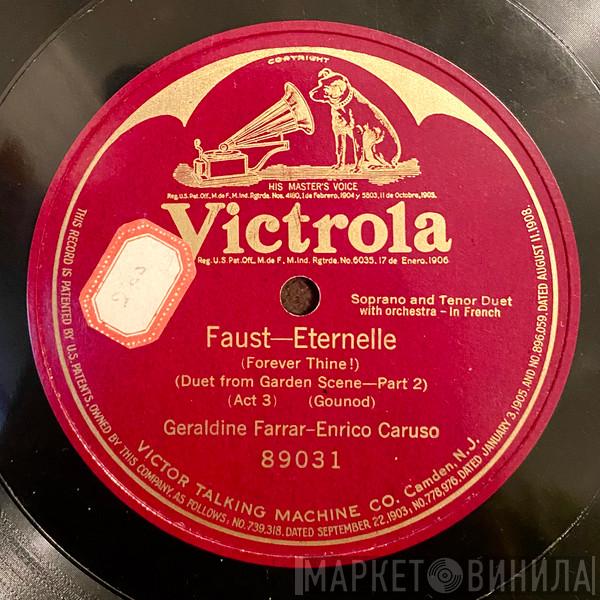 COPYRIGHT
HIS MASTER'S VOICE
Reg. U.S. Pat. Off., M. de F., M. Ind. Rgtrda. Nos. 4180, 1 de Febrero, 1904 y 5803, 11 de Octubre, 1905.
Victrola
Reg. U.S. Pat. Off., M. de F., M. Ind. Rgtrda. No. 6035. 17 de Enero. 1906
Soprano and Tenor Duet
with orchestra - In French
Faust—Eternelle
(Forever Thine!)
(Duet from Garden Scene—Part 2)
(Act 3) (Gounod)
Geraldine Farrar-Enrico Caruso
89031
VICTOR TALKING MACHINE CO. Camden, N.J.
THIS RECORD IS PATENTED BY U.S. PATENTS, OWNED BY THIS COMPANY, AS FOLLOWS; NO. 739,318, DATED SEPTEMBER 22, 1903, NO. 778,976, DATED JANUARY 3, 1905 AND NO. 896,059, DATED AUGUST 11, 1908.
МАРКЕТ ВИНИЛА